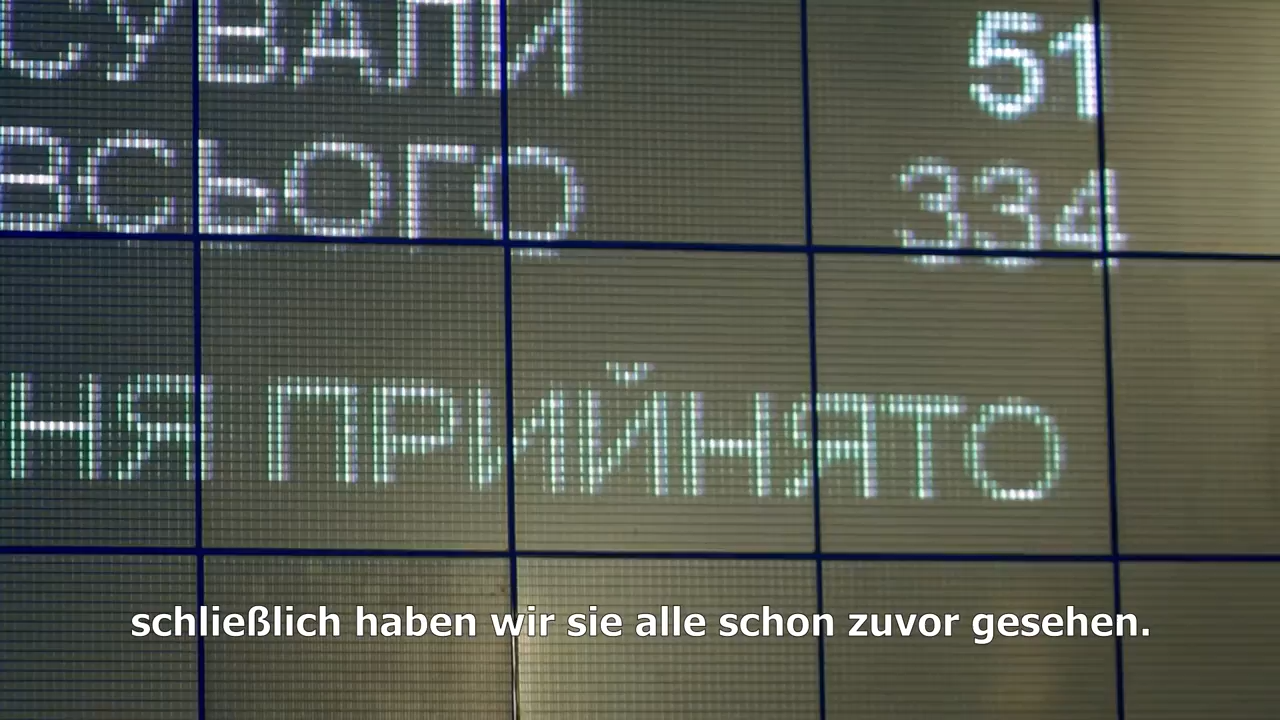 СУВАЛИ 51
ВСЬОГО 334
НЯ ПРИЙНЯТО
schließlich haben wir sie alle schon zuvor gesehen.